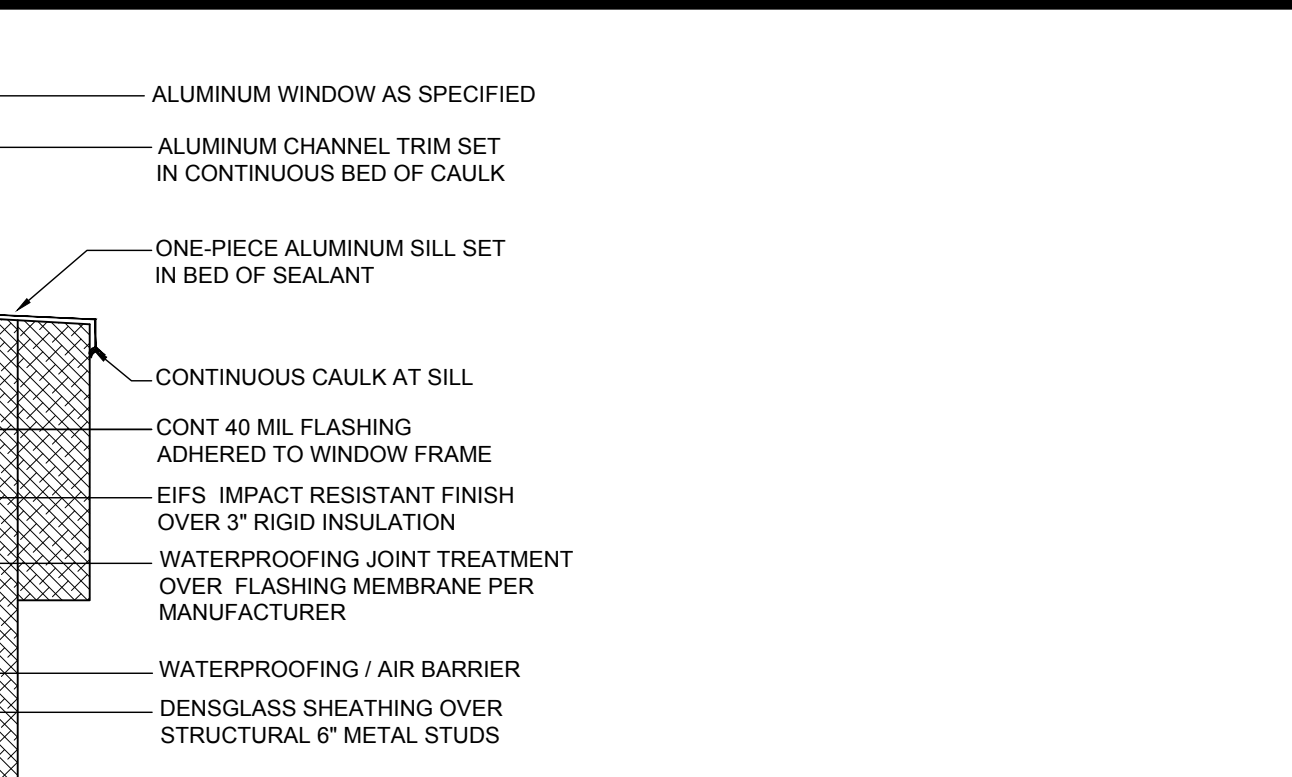 ALUMINUM WINDOW AS SPECIFIED
ALUMINUM CHANNEL TRIM SET
IN CONTINUOUS BED OF CAULK
ONE-PIECE ALUMINUM SILL SET
IN BED OF SEALANT
CONTINUOUS CAULK AT SILL
CONT 40 MIL FLASHING
ADHERED TO WINDOW FRAME
EIFS  IMPACT RESISTANT FINISH
OVER 3" RIGID INSULATION
WATERPROOFING JOINT TREATMENT
OVER  FLASHING MEMBRANE PER
MANUFACTURER
WATERPROOFING / AIR BARRIER
DENSGLASS SHEATHING OVER
STRUCTURAL 6" METAL STUDS